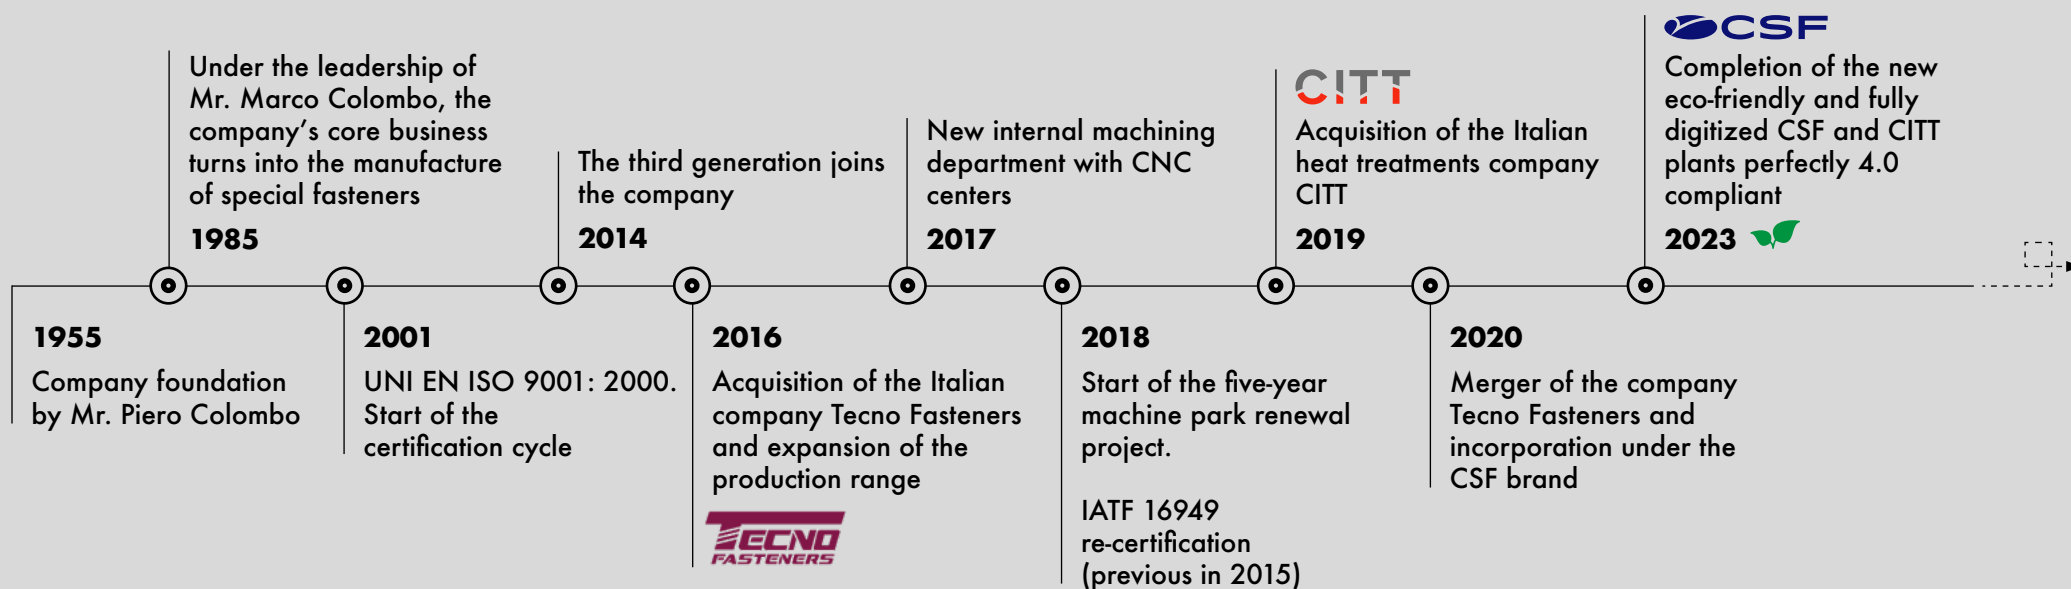 1955
Company foundation
by Mr. Piero Colombo
Under the leadership of
Mr. Marco Colombo, the
company’s core business
turns into the manufacture
of special fasteners
1985
2001
UNI EN ISO 9001: 2000.
Start of the
certification cycle
The third generation joins
the company
2014
2016
Acquisition of the Italian
company Tecno Fasteners
and expansion of the
production range
TECNO
FASTENERS
New internal machining
department with CNC
centers
2017
2018
Start of the five-year
machine park renewal
project.
IATF 16949
re-certification
(previous in 2015)
CITT
Acquisition of the Italian
heat treatments company
CITT
2019
2020
Merger of the company
Tecno Fasteners and
incorporation under the
CSF brand
CSF
Completion of the new
eco-friendly and fully
digitized CSF and CITT
plants perfectly 4.0
compliant
2023